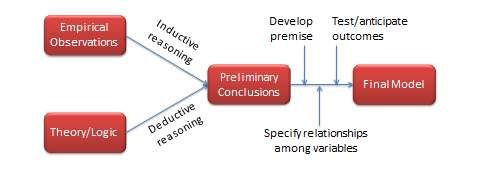 Empirical
Observations
Inductive
reasoning
Theory/Logic
Deductive
reasoning
Preliminary
Conclusions
Develop
premise
Test/anticipate
outcomes
Specify relationships
among variables
Final Model